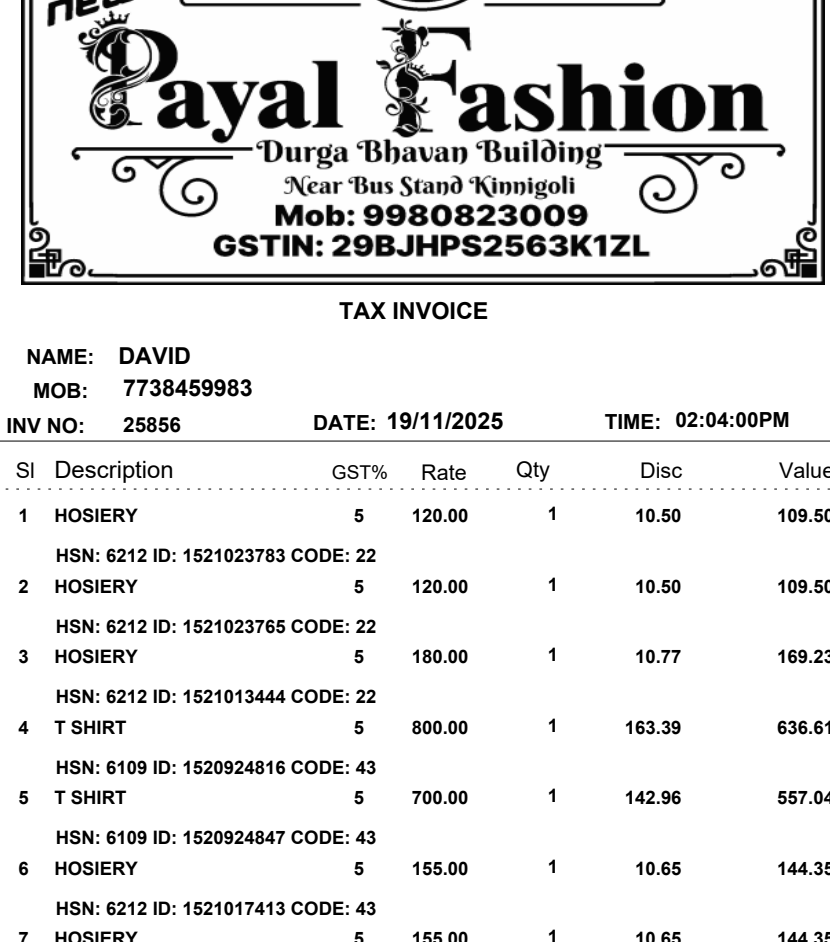 new
Payal Fashion
Durga Bhavan Building
Near Bus Stand Kinnigoli
Mob: 9980823009
GSTIN: 29BJHPS2563K1ZL
TAX INVOICE
NAME: DAVID
MOB: 7738459983
INV NO: 25856 DATE: 19/11/2025 TIME: 02:04:00PM
Sl Description GST% Rate Qty Disc Value
1 HOSIERY 5 120.00 1 10.50 109.50
HSN: 6212 ID: 1521023783 CODE: 22
2 HOSIERY 5 120.00 1 10.50 109.50
HSN: 6212 ID: 1521023765 CODE: 22
3 HOSIERY 5 180.00 1 10.77 169.23
HSN: 6212 ID: 1521013444 CODE: 22
4 T SHIRT 5 800.00 1 163.39 636.61
HSN: 6109 ID: 1520924816 CODE: 43
5 T SHIRT 5 700.00 1 142.96 557.04
HSN: 6109 ID: 1520924847 CODE: 43
6 HOSIERY 5 155.00 1 10.65 144.35
HSN: 6212 ID: 1521017413 CODE: 43
7 HOSIERY 5 155.00 1 10.65 144.35